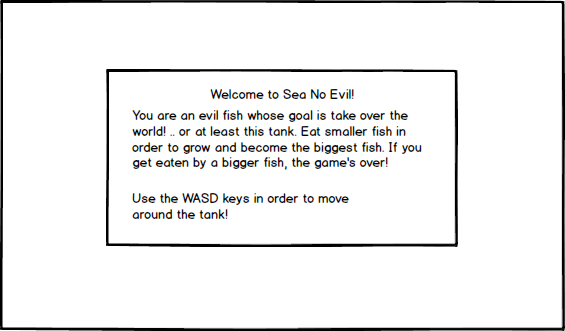 Welcome to Sea No Evil!
You are an evil fish whose goal is take over the
world! .. or at least this tank. Eat smaller fish in
order to grow and become the biggest fish. If you
get eaten by a bigger fish, the game's over!
Use the WASD keys in order to move
around the tank!